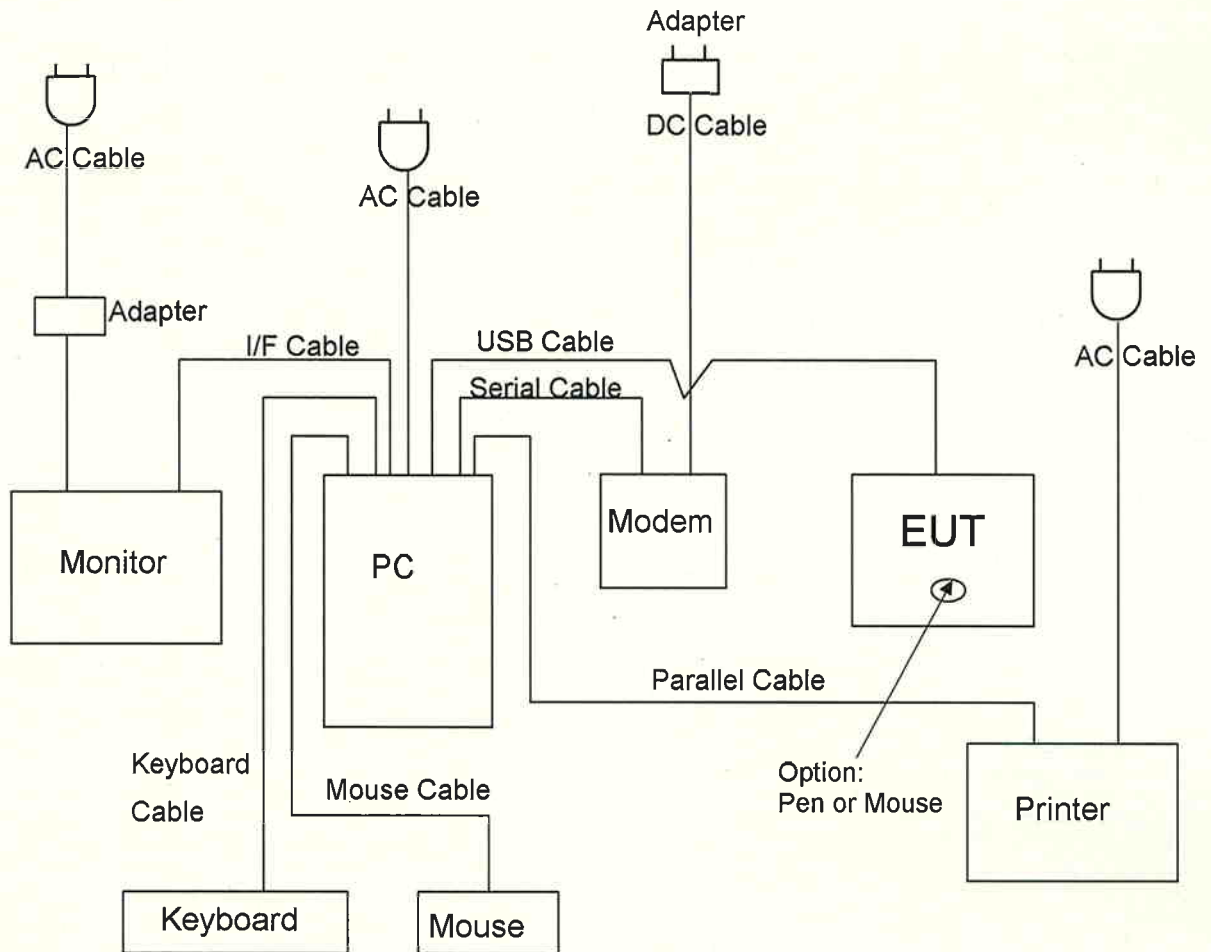 Adapter
AC Cable
DC Cable
AC Cable
Adapter
I/F Cable
USB Cable
AC Cable
Serial Cable
Monitor
PC
Modem
EUT
Parallel Cable
Keyboard
Cable
Mouse Cable
Option:
Pen or Mouse
Printer
Keyboard
Mouse